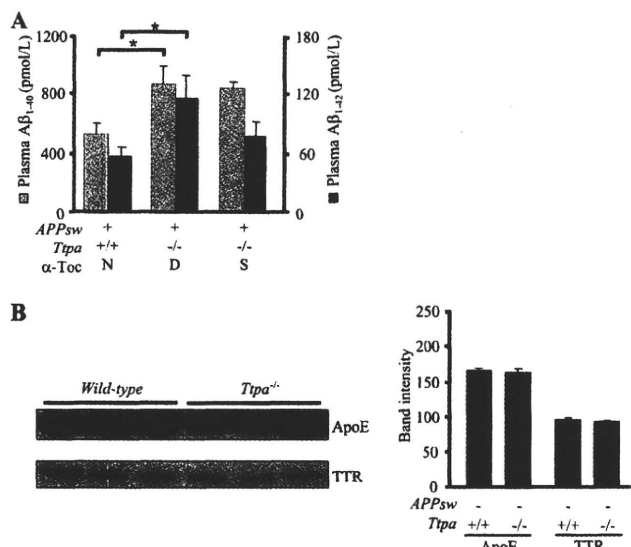 A
* *
Plasma Aβ1-40 (pmol/L)
1200
800
400
0
180
120
60
0
Plasma Aβ1-42 (pmol/L)
APPsw + + +
Ttpa +/+ -/- -/-
α-Toc N D S
B
Wild-type Ttpa-/-
ApoE
TTR
Band intensity
250
200
150
100
50
0
APPsw - - - -
Ttpa +/+ -/- +/+ -/-
ApoE TTR